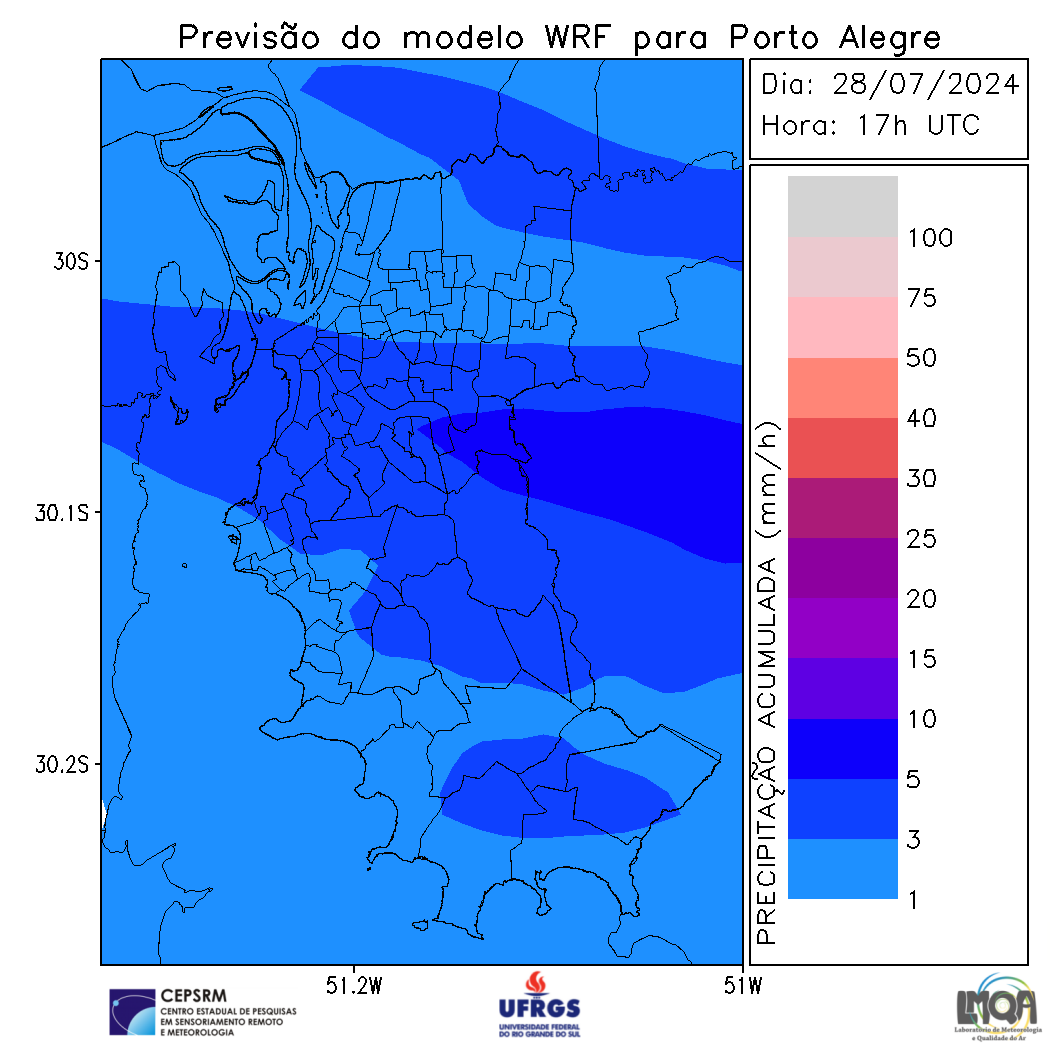 Previsão do modelo WRF para Porto Alegre
Dia: 28/07/2024
Hora: 17h UTC
30S
30.1S
30.2S
51.2W
51W
PRECIPITAÇÃO ACUMULADA (mm/h)
100
75
50
40
30
25
20
15
10
5
3
1
CEPSRM
CENTRO ESTADUAL DE PESQUISAS
EM SENSORIAMENTO REMOTO
E METEOROLOGIA
UFRGS
UNIVERSIDADE FEDERAL
DO RIO GRANDE DO SUL
LMQA
Laboratório de Meteorologia
e Qualidade do Ar